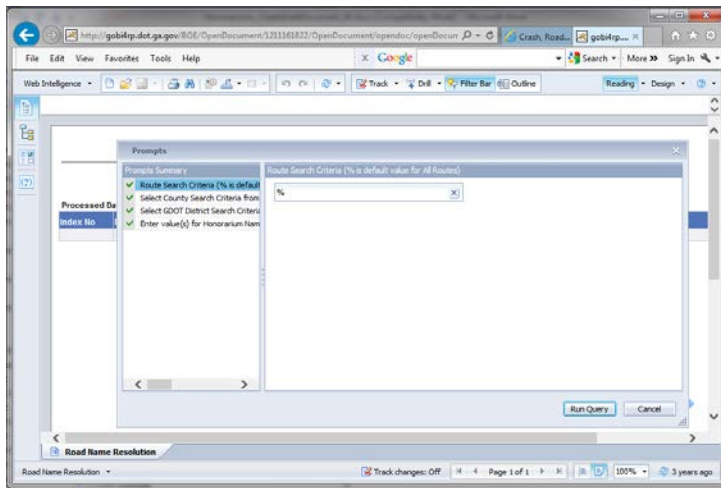 http://gobi4rp.dot.ga.gov/BOE/OpenDocument/1211161822/OpenDocument/opendoc/openDocun
Crash, Road...
gobi4rp....
File Edit View Favorites Tools Help
x Google
Search More Sign In
Web Intelligence
Track Drill Filter Bar Outline
Reading Design
Prompts
Prompts Summary
Route Search Criteria (% is default value for All Routes)
Route Search Criteria (% is default
%
Select County Search Criteria from
Select GDOT District Search Criteria
Enter value(s) for Honorarium Nam
Processed Da
Index No
Run Query Cancel
Road Name Resolution
Road Name Resolution
Track changes: Off Page 1 of 1 100% 3 years ago